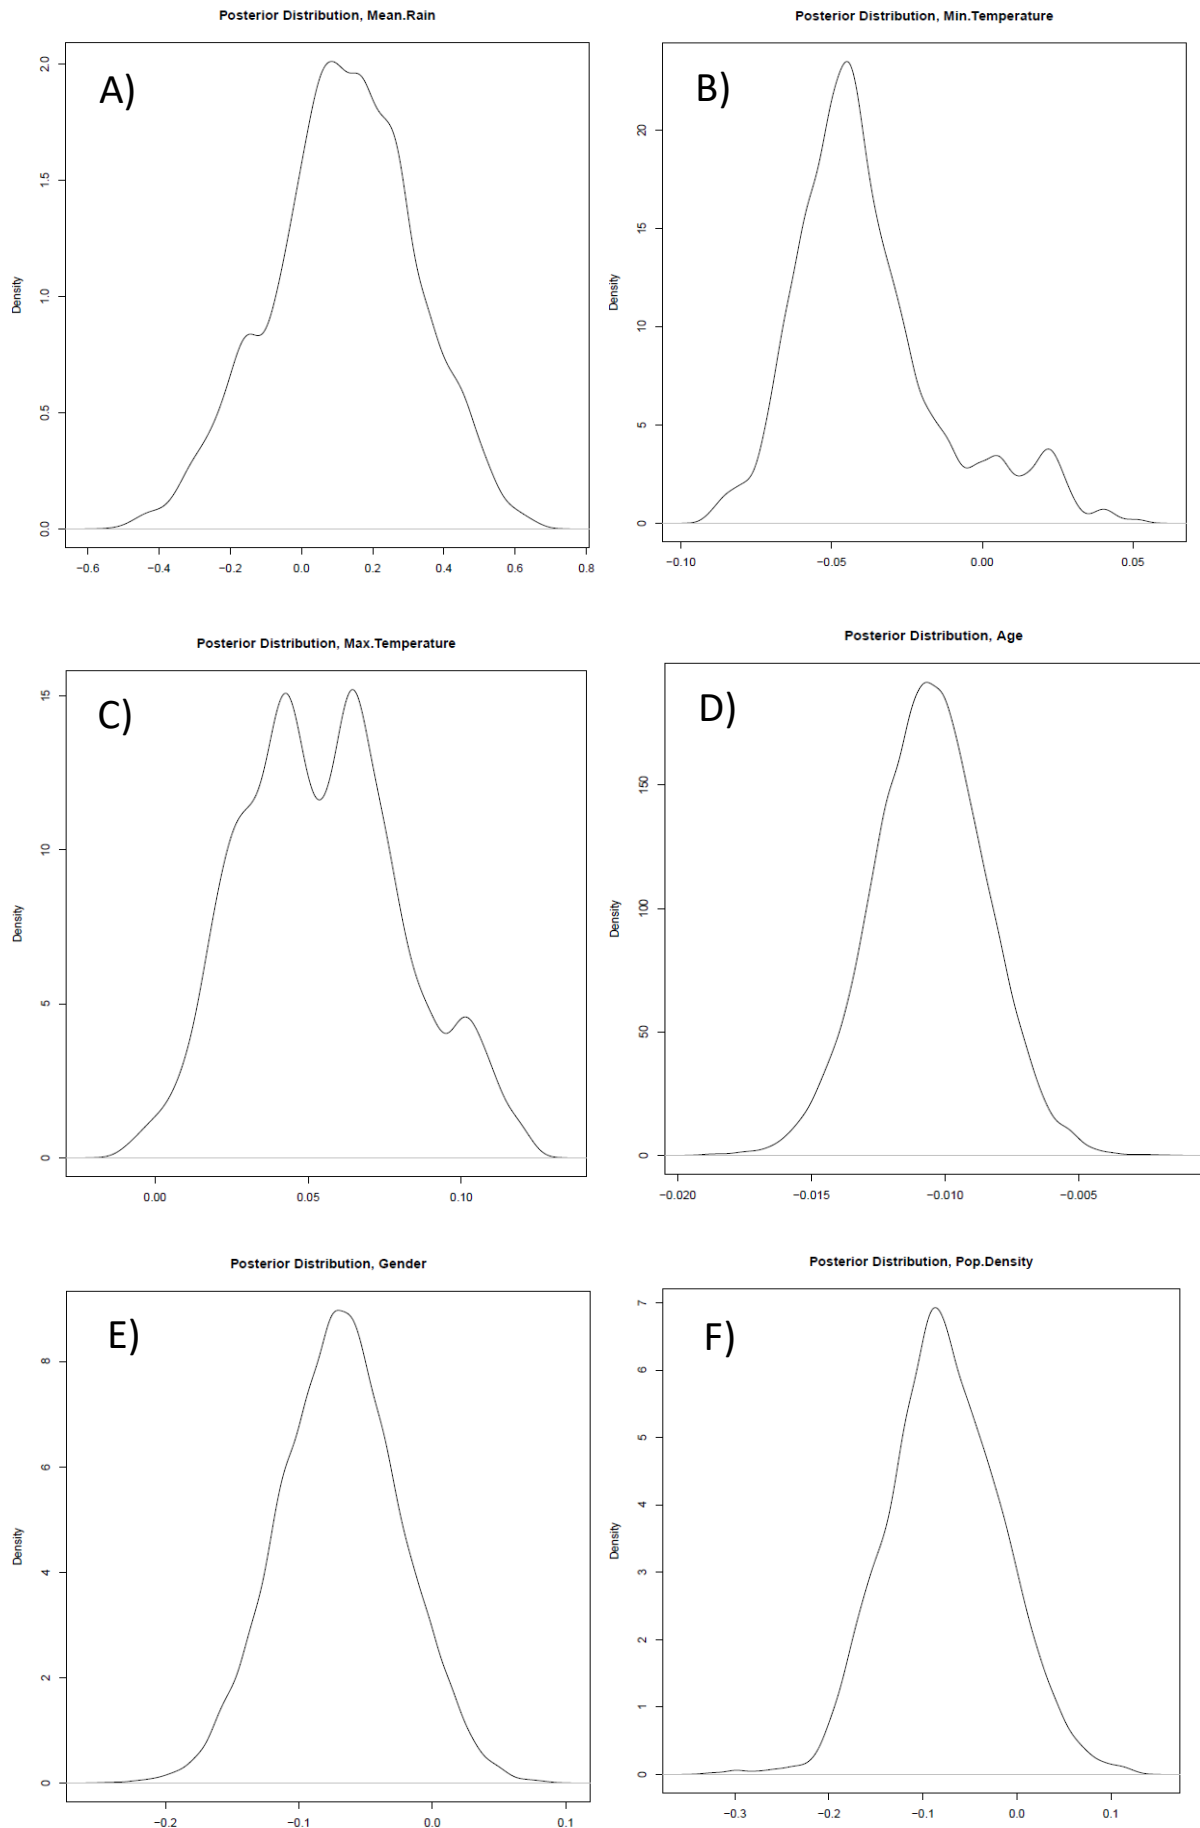 Posterior Distribution, Mean.Rain
A)
Density
0.0 0.5 1.0 1.5 2.0
−0.6 −0.4 −0.2 0.0 0.2 0.4 0.6 0.8
Posterior Distribution, Min.Temperature
B)
Density
0 5 10 15 20
−0.10 −0.05 0.00 0.05
Posterior Distribution, Max.Temperature
C)
Density
0 5 10 15
0.00 0.05 0.10
Posterior Distribution, Age
D)
Density
0 50 100 150
−0.020 −0.015 −0.010 −0.005
Posterior Distribution, Gender
E)
Density
0 2 4 6 8
−0.2 −0.1 0.0 0.1
Posterior Distribution, Pop.Density
F)
Density
0 1 2 3 4 5 6 7
−0.3 −0.2 −0.1 0.0 0.1